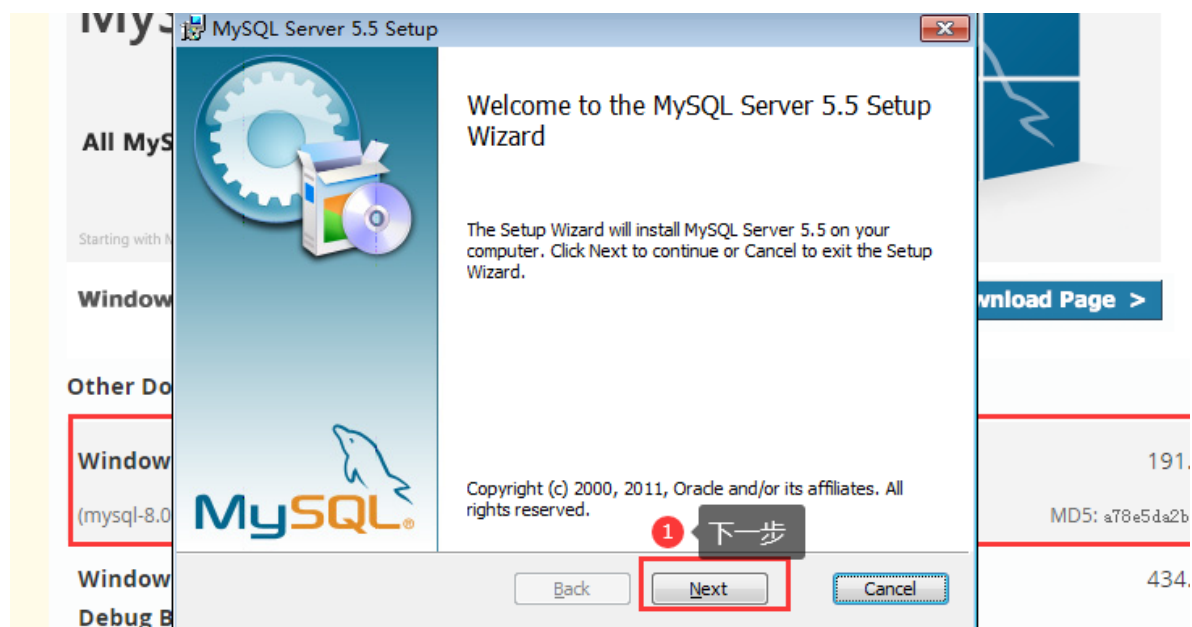 MySQL Server 5.5 Setup
Welcome to the MySQL Server 5.5 Setup
Wizard
All MyS
The Setup Wizard will install MySQL Server 5.5 on your
computer. Click Next to continue or Cancel to exit the Setup
Wizard.
Starting with
Window
wnload Page >
Other Do
Window
191.
(mysql-8.0
MySQL
Copyright (c) 2000, 2011, Oracle and/or its affiliates. All
rights reserved.
MD5: a78e5da2b
1 下一步
Window
434.
Back
Next
Cancel
Debug B